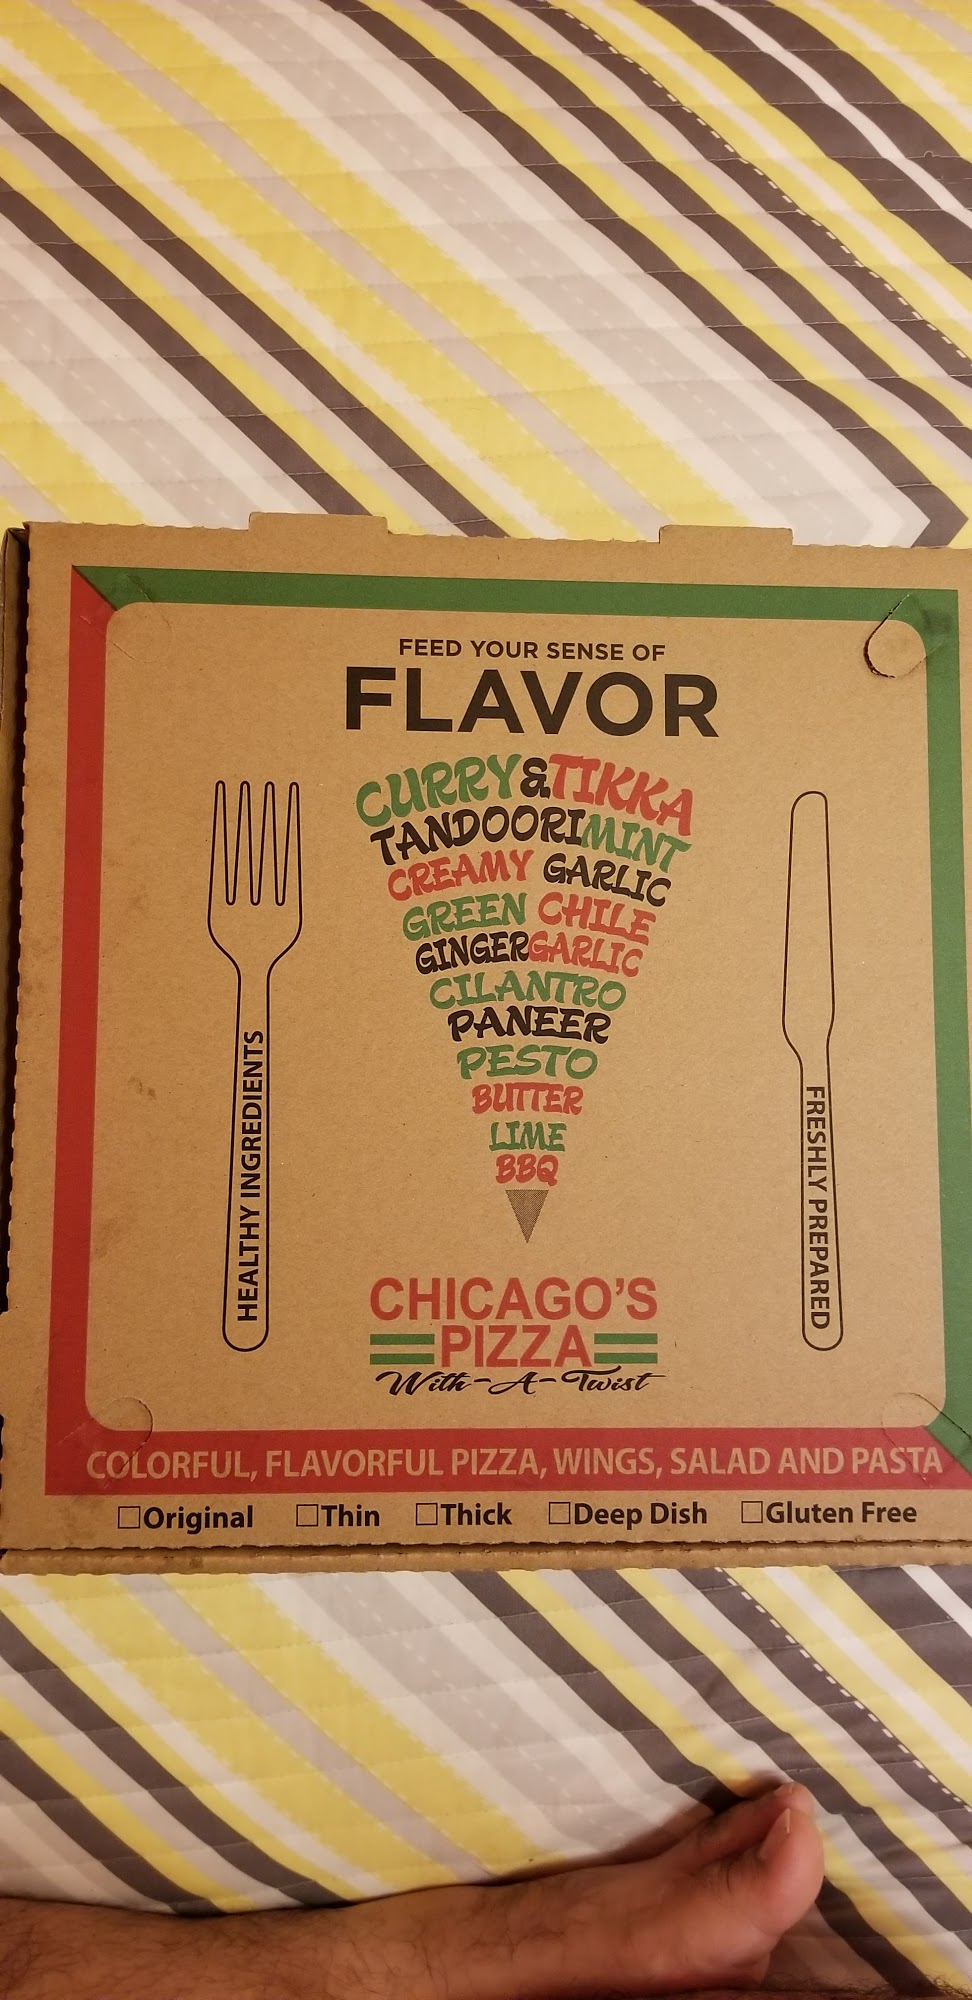 FEED YOUR SENSE OF
FLAVOR
CURRY&TIKKA
TANDOORIMINT
CREAMY GARLIC
GREEN CHILE
GINGERGARLIC
CILANTRO
PANEER
PESTO
BUTTER
LIME
BBQ
HEALTHY INGREDIENTS
FRESHLY PREPARED
CHICAGO'S
PIZZA
With-A-Twist
COLORFUL, FLAVORFUL PIZZA, WINGS, SALAD AND PASTA
☐Original ☐Thin ☐Thick ☐Deep Dish ☐Gluten Free